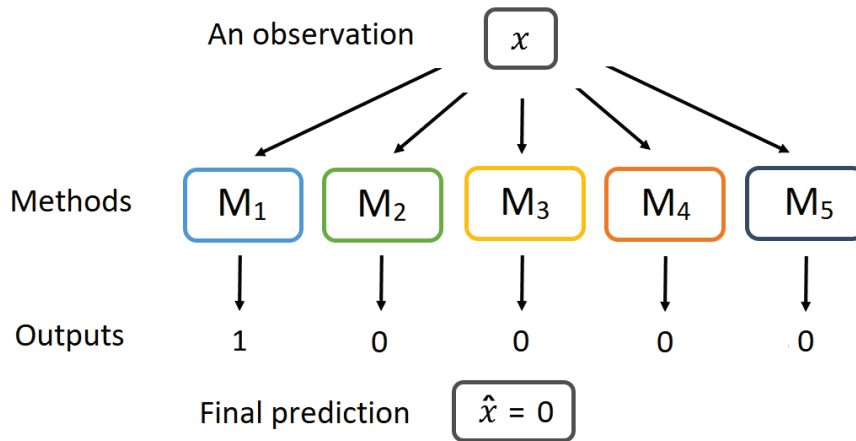 An observation x
Methods M₁ M₂ M₃ M₄ M₅
Outputs 1 0 0 0 0
Final prediction x̂ = 0